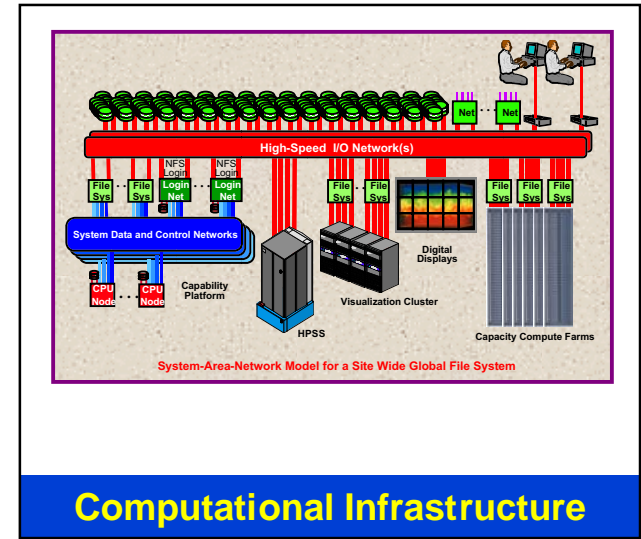 Net
Net
High-Speed I/O Network(s)
NFS
Login
NFS
Login
File
Sys
File
Sys
Login
Net
Login
Net
File
Sys
File
Sys
File
Sys
File
Sys
File
Sys
System Data and Control Networks
Digital
Displays
CPU
Node
CPU
Node
Capability
Platform
Visualization Cluster
HPSS
Capacity Compute Farms
System-Area-Network Model for a Site Wide Global File System
Computational Infrastructure